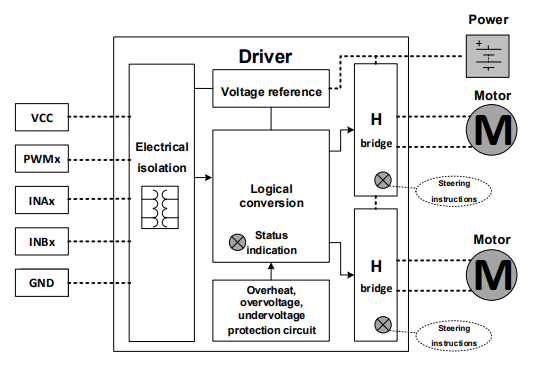 Power
Driver
+
Voltage reference
Motor
VCC
H
M
PWMx
Electrical
isolation
bridge
INAx
Logical
conversion
Steering
instructions
INBx
Status
indication
Motor
H
M
GND
bridge
Overheat,
overvoltage,
undervoltage
protection circuit
Steering
instructions